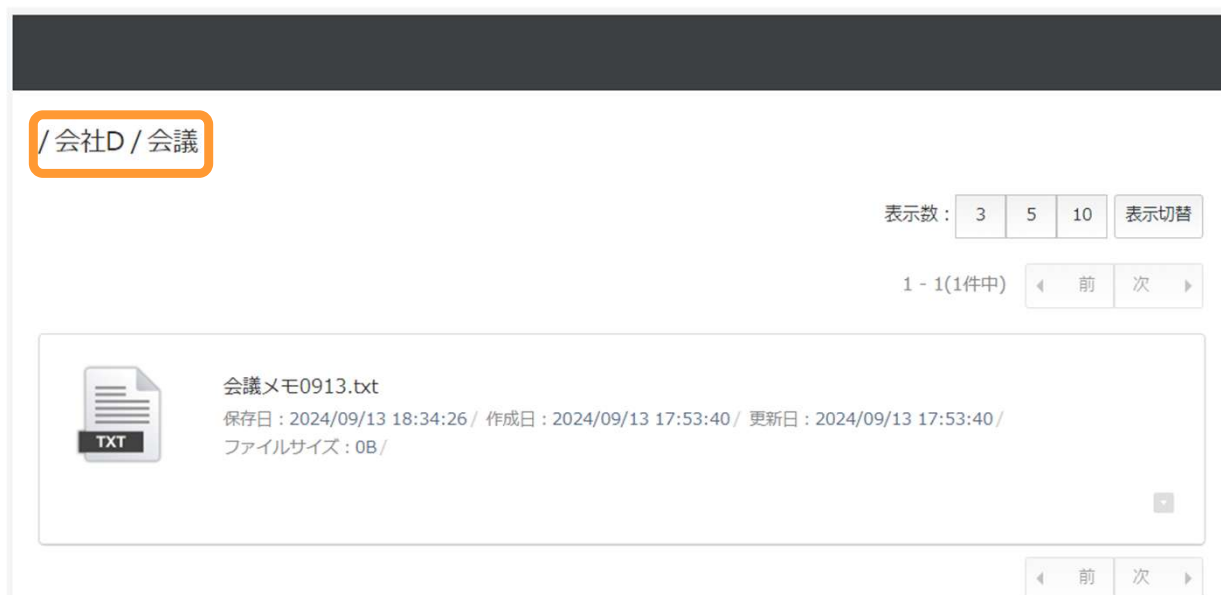 / 会社D / 会議
表示数 : 3 5 10 表示切替
1 - 1(1件中) 前 次
会議メモ0913.txt
保存日 : 2024/09/13 18:34:26 / 作成日 : 2024/09/13 17:53:40 / 更新日 : 2024/09/13 17:53:40 /
TXT
ファイルサイズ : 0B /
前 次